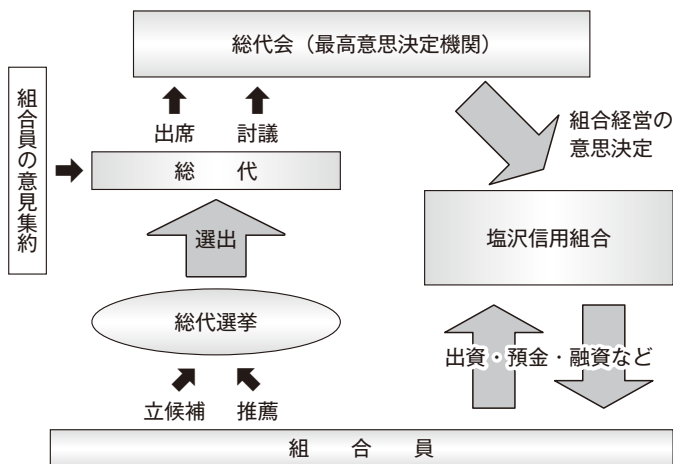 総代会（最高意思決定機関）
組合員の意見集約
出席
討議
組合経営の
意思決定
総　代
選出
塩沢信用組合
総代選挙
出資・預金・融資など
立候補
推薦
組　合　員